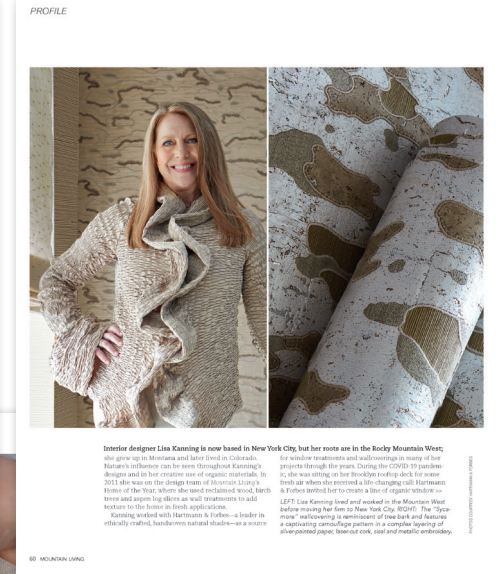 PROFILE
Interior designer Lisa Kanning is now based in New York City, but her roots are in the Rocky Mountain West;
she grew up in Montana and later lived in Colorado.
Nature's influence can be seen throughout Kanning's
designs and in her creative use of organic materials. In
2011 she was on the design team of Mountain Living's
Home of the Year, where she used reclaimed wood, birch
trees and aspen log slices as wall treatments to add
texture to the home in fresh applications.
Kanning worked with Hartmann & Forbes—a leader in
ethically crafted, handwoven natural shades—as a source
for window treatments and wallcoverings in many of her
projects through the years. During the COVID-19 pandem-
ic, she was sitting on her Brooklyn rooftop deck for some
fresh air when she received a life-changing call: Hartmann
& Forbes invited her to create a line of organic window >>
LEFT: Lisa Kanning lived and worked in the Mountain West
before moving her firm to New York City. RIGHT: The "Syca-
more" wallcovering is reminiscent of tree bark and features
a captivating camouflage pattern in a complex layering of
silver-painted paper, laser-cut cork, sisal and metallic embroidery.
PHOTOS COURTESY HARTMANN & FORBES
60 MOUNTAIN LIVING